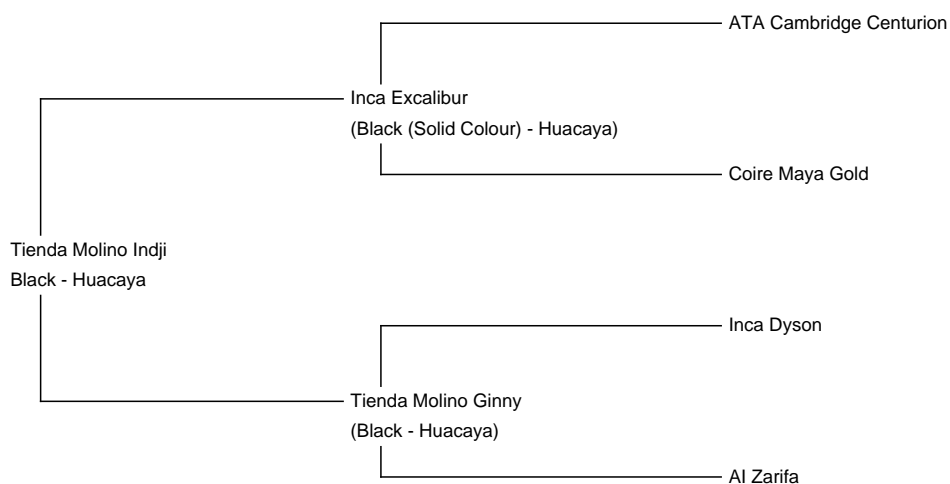 ATA Cambridge Centurion
Inca Excalibur
(Black (Solid Colour) - Huacaya)
Coire Maya Gold
Tienda Molino Indji
Black - Huacaya
Inca Dyson
Tienda Molino Ginny
(Black - Huacaya)
AI Zarifa